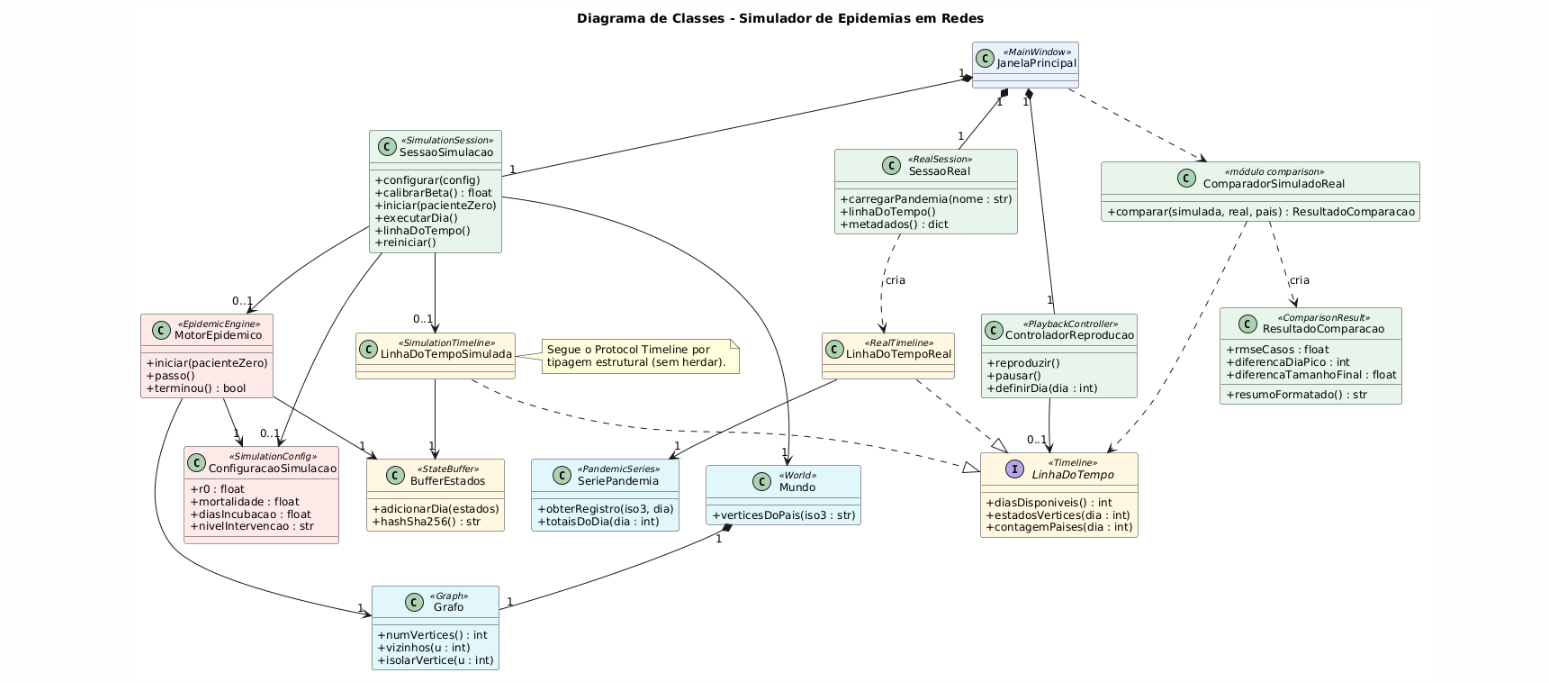 Diagrama de Classes - Simulador de Epidemias em Redes
C
«MainWindow»
JanelaPrincipal
1
1
1
C
«SimulationSession»
SessaoSimulacao
+configurar(config)
+calibrarBeta() : float
+iniciar(pacienteZero)
+executarDia()
+linhaDoTempo()
+reiniciar()
1
1
C
«RealSession»
SessaoReal
+carregarPandemia(nome : str)
+linhaDoTempo()
+metadados() : dict
C
«módulo comparison»
ComparadorSimuladoReal
+comparar(simulada, real, pais) : ResultadoComparacao
cria
cria
0..1
0..1
1
C
«EpidemicEngine»
MotorEpidemico
+iniciar(pacienteZero)
+passo()
+terminou() : bool
C
«SimulationTimeline»
LinhaDoTempoSimulada
Segue o Protocol Timeline por
tipagem estrutural (sem herdar).
C
«RealTimeline»
LinhaDoTempoReal
C
«PlaybackController»
ControladorReproducao
+reproduzir()
+pausar()
+definirDia(dia : int)
C
«ComparisonResult»
ResultadoComparacao
+rmseCasos : float
+diferencaDiaPico : int
+diferencaTamanhoFinal : float
+resumoFormatado() : str
1
0..1
1
1
1
1
0..1
C
«SimulationConfig»
ConfiguracaoSimulacao
+r0 : float
+mortalidade : float
+diasIncubacao : float
+nivelIntervencao : str
C
«StateBuffer»
BufferEstados
+adicionarDia(estados)
+hashSha256() : str
C
«PandemicSeries»
SeriePandemia
+obterRegistro(iso3, dia)
+totaisDoDia(dia : int)
C
«World»
Mundo
+verticesDoPais(iso3 : str)
I
«Timeline»
LinhaDoTempo
+diasDisponiveis() : int
+estadosVertices(dia : int)
+contagemPaises(dia : int)
1
1
1
C
«Graph»
Grafo
+numVertices() : int
+vizinhos(u : int)
+isolarVertice(u : int)